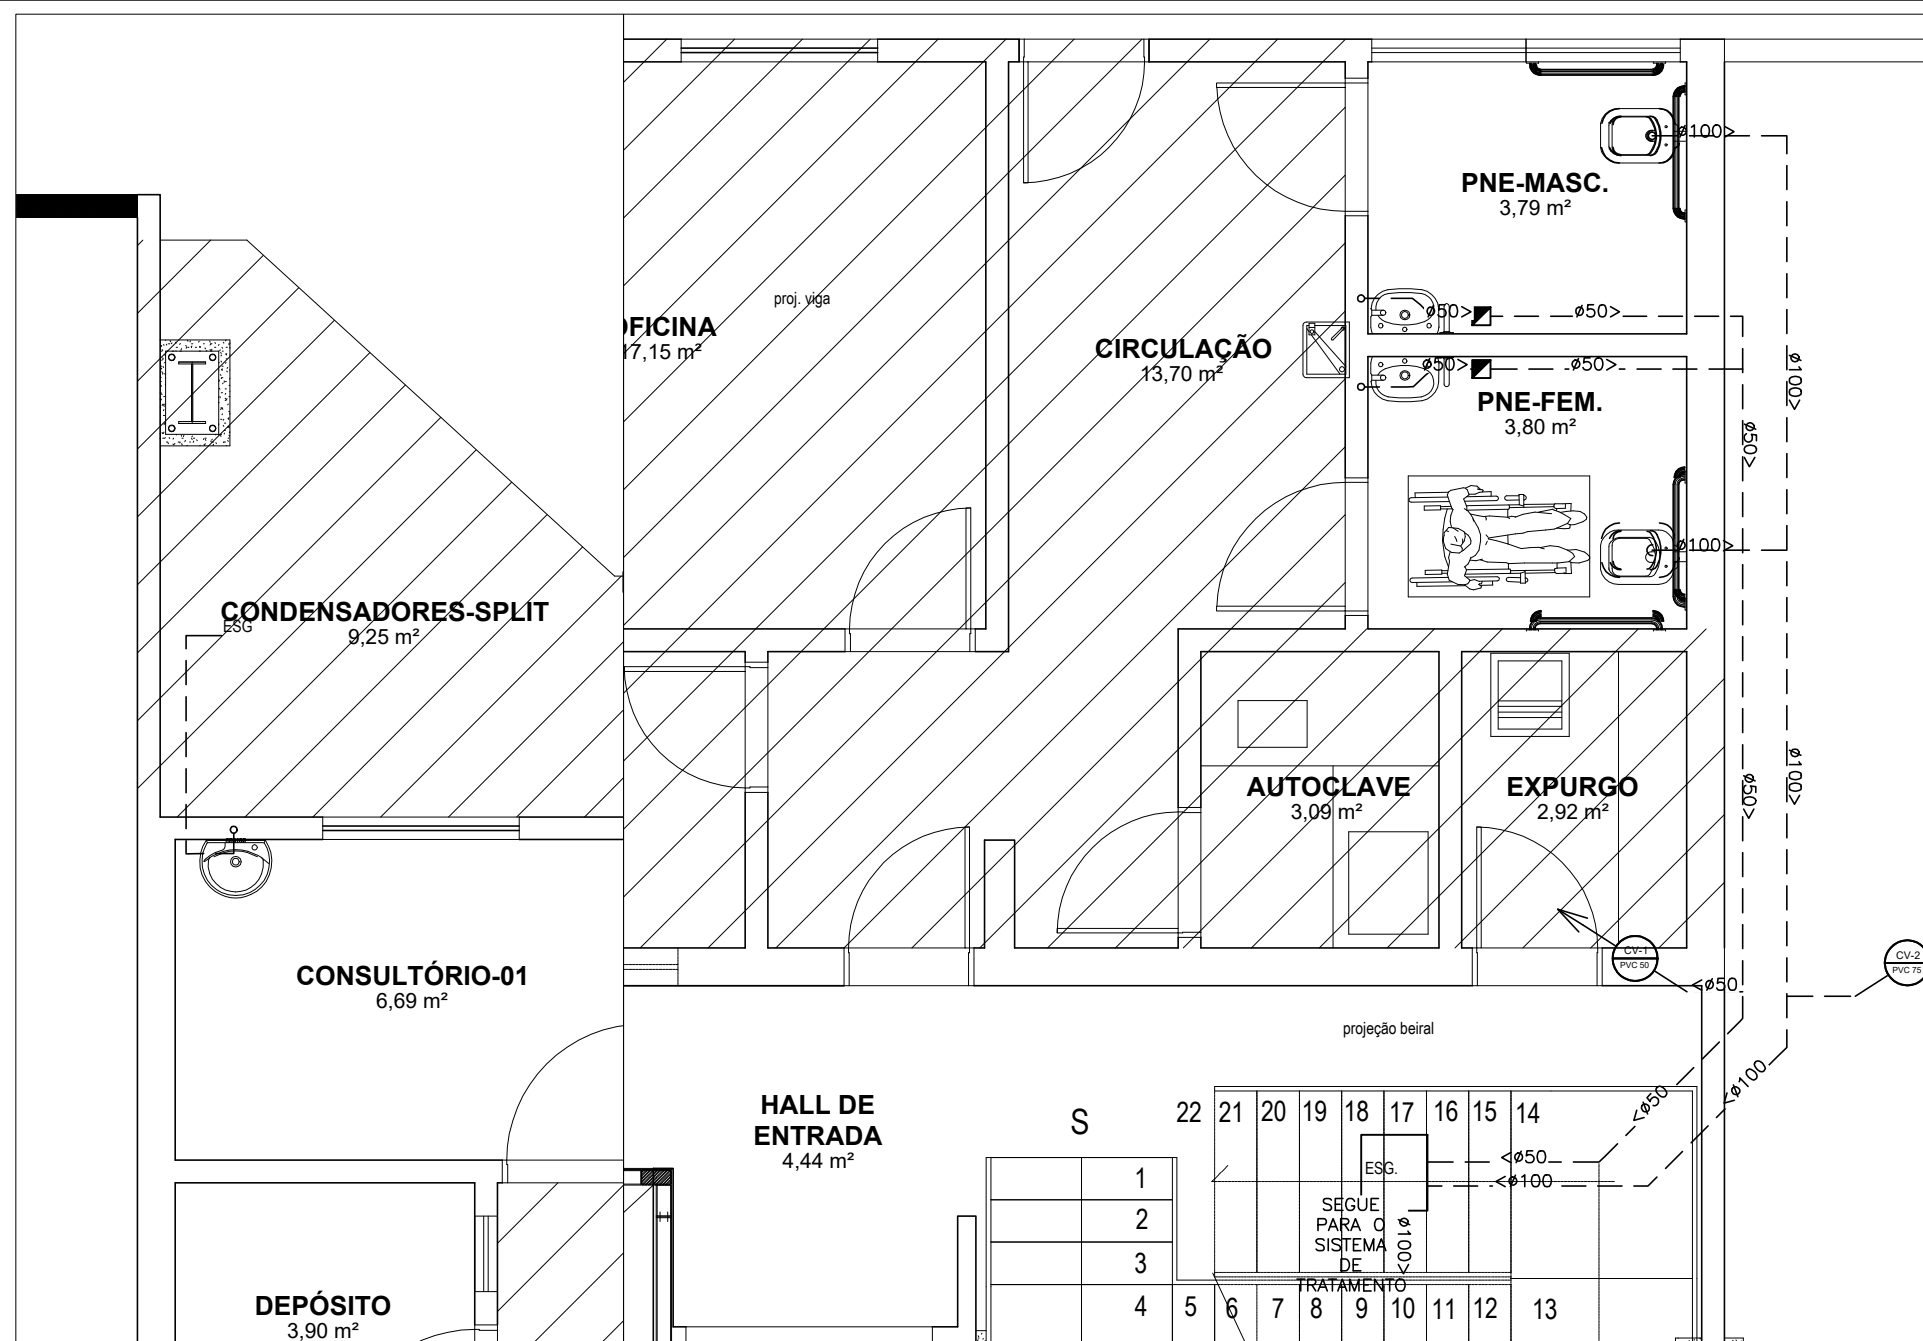 PNE-MASC.
3,79 m²
ø100>
proj. viga
OFICINA
17,15 m²
CIRCULAÇÃO
13,70 m²
ø50>
ø50>
ø50>
ø50>
PNE-FEM.
3,80 m²
ø100>
ø50>
ø100>
CONDENSADORES-SPLIT
9,25 m²
ESG
AUTOCLAVE
3,09 m²
EXPURGO
2,92 m²
ø50>
ø100>
CONSULTÓRIO-01
6,69 m²
CV-1
PVC 50
CV-2
PVC 75
<ø50
projeção beiral
HALL DE
ENTRADA
4,44 m²
S
22 21 20 19 18 17 16 15 14
<ø50
<ø100
<ø50
<ø100
ESG.
SEGUE
PARA O
SISTEMA
DE
TRATAMENTO
ø100>
1
2
3
4 5 6 7 8 9 10 11 12 13
DEPÓSITO
3,90 m²